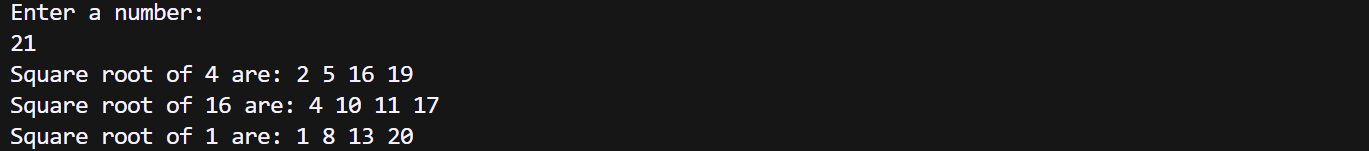 Enter a number:
21
Square root of 4 are: 2 5 16 19
Square root of 16 are: 4 10 11 17
Square root of 1 are: 1 8 13 20